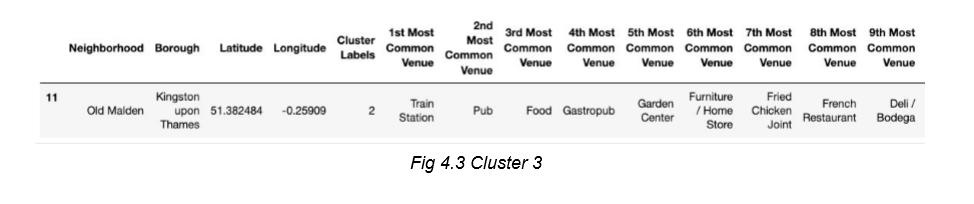 Neighborhood Borough Latitude Longitude Cluster Labels 1st Most Common Venue 2nd Most Common Venue 3rd Most Common Venue 4th Most Common Venue 5th Most Common Venue 6th Most Common Venue 7th Most Common Venue 8th Most Common Venue 9th Most Common Venue
11 Old Malden Kingston upon Thames 51.382484 -0.25909 2 Train Station Pub Food Gastropub Garden Center Furniture / Home Store Fried Chicken Joint French Restaurant Deli / Bodega
Fig 4.3 Cluster 3